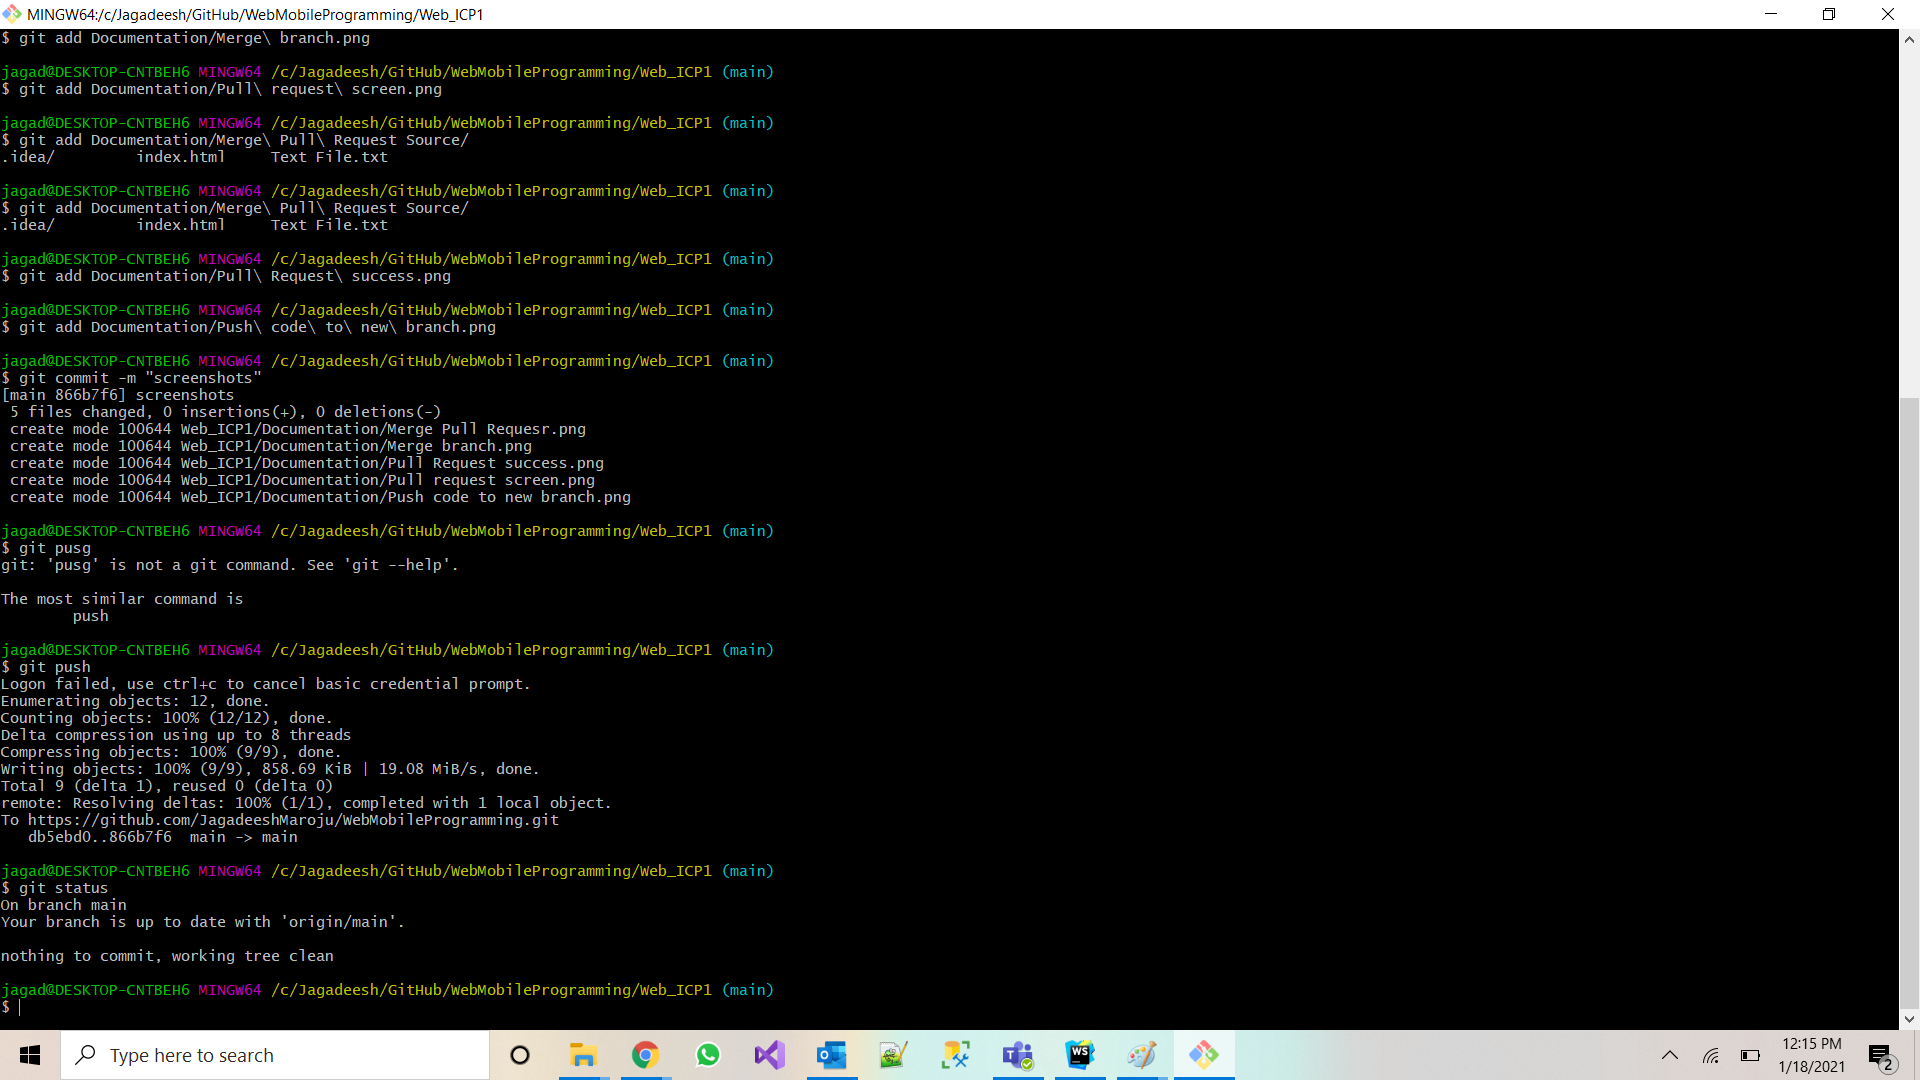 MINGW64:/c/Jagadeesh/GitHub/WebMobileProgramming/Web_ICP1
$ git add Documentation/Merge\ branch.png
jagad@DESKTOP-CNTBEH6 MINGW64 /c/Jagadeesh/GitHub/WebMobileProgramming/Web_ICP1 (main)
$ git add Documentation/Pull\ request\ screen.png
jagad@DESKTOP-CNTBEH6 MINGW64 /c/Jagadeesh/GitHub/WebMobileProgramming/Web_ICP1 (main)
$ git add Documentation/Merge\ Pull\ Request Source/
.idea/         index.html     Text File.txt
jagad@DESKTOP-CNTBEH6 MINGW64 /c/Jagadeesh/GitHub/WebMobileProgramming/Web_ICP1 (main)
$ git add Documentation/Merge\ Pull\ Request Source/
.idea/         index.html     Text File.txt
jagad@DESKTOP-CNTBEH6 MINGW64 /c/Jagadeesh/GitHub/WebMobileProgramming/Web_ICP1 (main)
$ git add Documentation/Pull\ Request\ success.png
jagad@DESKTOP-CNTBEH6 MINGW64 /c/Jagadeesh/GitHub/WebMobileProgramming/Web_ICP1 (main)
$ git add Documentation/Push\ code\ to\ new\ branch.png
jagad@DESKTOP-CNTBEH6 MINGW64 /c/Jagadeesh/GitHub/WebMobileProgramming/Web_ICP1 (main)
$ git commit -m "screenshots"
[main 866b7f6] screenshots
 5 files changed, 0 insertions(+), 0 deletions(-)
 create mode 100644 Web_ICP1/Documentation/Merge Pull Requesr.png
 create mode 100644 Web_ICP1/Documentation/Merge branch.png
 create mode 100644 Web_ICP1/Documentation/Pull Request success.png
 create mode 100644 Web_ICP1/Documentation/Pull request screen.png
 create mode 100644 Web_ICP1/Documentation/Push code to new branch.png
jagad@DESKTOP-CNTBEH6 MINGW64 /c/Jagadeesh/GitHub/WebMobileProgramming/Web_ICP1 (main)
$ git pusg
git: 'pusg' is not a git command. See 'git --help'.
The most similar command is
        push
jagad@DESKTOP-CNTBEH6 MINGW64 /c/Jagadeesh/GitHub/WebMobileProgramming/Web_ICP1 (main)
$ git push
Logon failed, use ctrl+c to cancel basic credential prompt.
Enumerating objects: 12, done.
Counting objects: 100% (12/12), done.
Delta compression using up to 8 threads
Compressing objects: 100% (9/9), done.
Writing objects: 100% (9/9), 858.69 KiB | 19.08 MiB/s, done.
Total 9 (delta 1), reused 0 (delta 0)
remote: Resolving deltas: 100% (1/1), completed with 1 local object.
To https://github.com/JagadeeshMaroju/WebMobileProgramming.git
   db5ebd0..866b7f6  main -> main
jagad@DESKTOP-CNTBEH6 MINGW64 /c/Jagadeesh/GitHub/WebMobileProgramming/Web_ICP1 (main)
$ git status
On branch main
Your branch is up to date with 'origin/main'.
nothing to commit, working tree clean
jagad@DESKTOP-CNTBEH6 MINGW64 /c/Jagadeesh/GitHub/WebMobileProgramming/Web_ICP1 (main)
$
Type here to search
WS
12:15 PM
1/18/2021
2